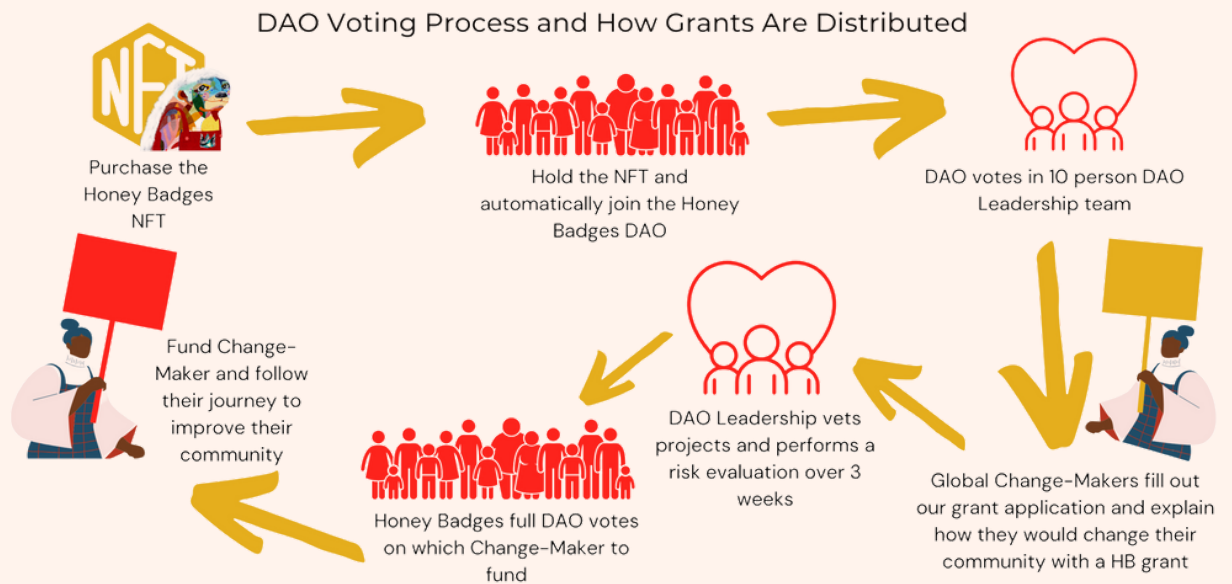 DAO Voting Process and How Grants Are Distributed
NFT
Purchase the
Honey Badges
NFT
Hold the NFT and
automatically join the Honey
Badges DAO
DAO votes in 10 person DAO
Leadership team
Global Change-Makers fill out
our grant application and explain
how they would change their
community with a HB grant
DAO Leadership vets
projects and performs a
risk evaluation over 3
weeks
Honey Badges full DAO votes
on which Change-Maker to
fund
Fund Change-
Maker and follow
their journey to
improve their
community